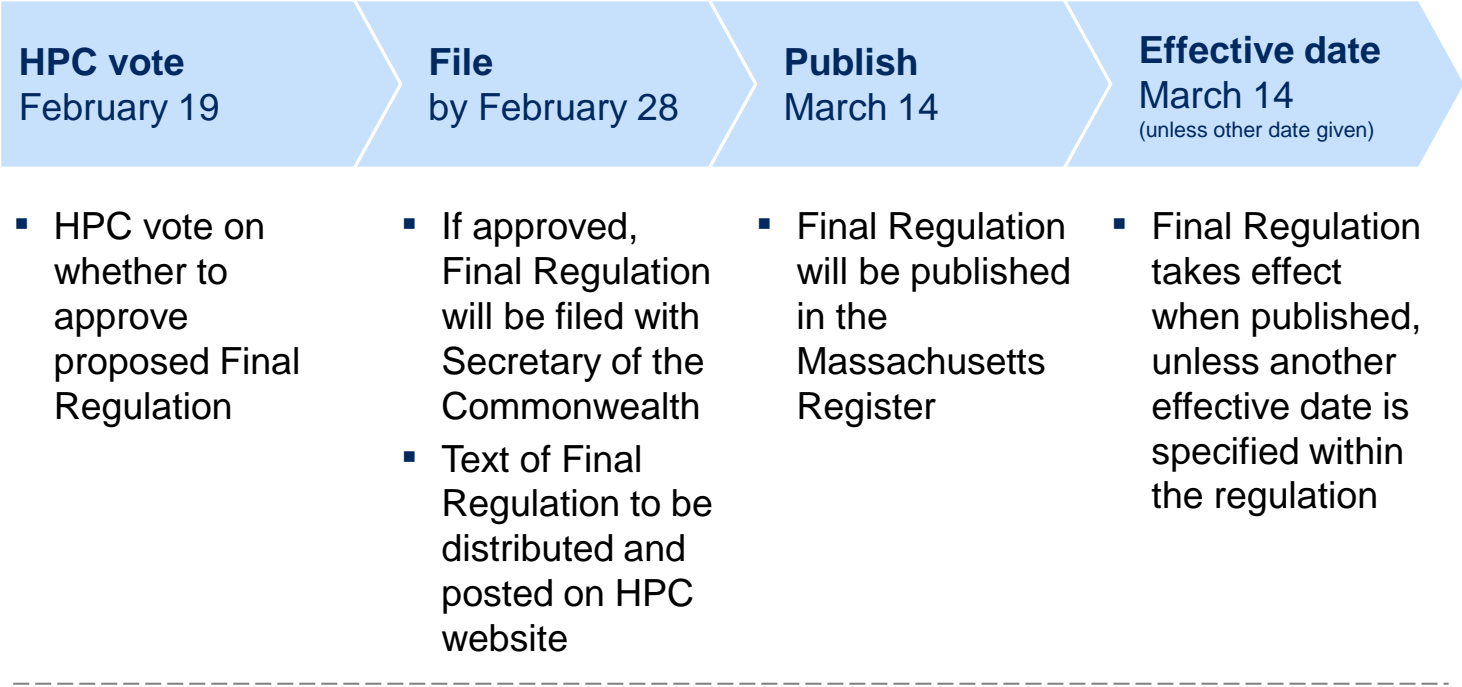 HPC vote
February 19
File
by February 28
Publish
March 14
Effective date
March 14
(unless other date given)
▪ HPC vote on
whether to
approve
proposed Final
Regulation
▪ If approved,
Final Regulation
will be filed with
Secretary of the
Commonwealth
▪ Text of Final
Regulation to be
distributed and
posted on HPC
website
▪ Final Regulation
will be published
in the
Massachusetts
Register
▪ Final Regulation
takes effect
when published,
unless another
effective date is
specified within
the regulation